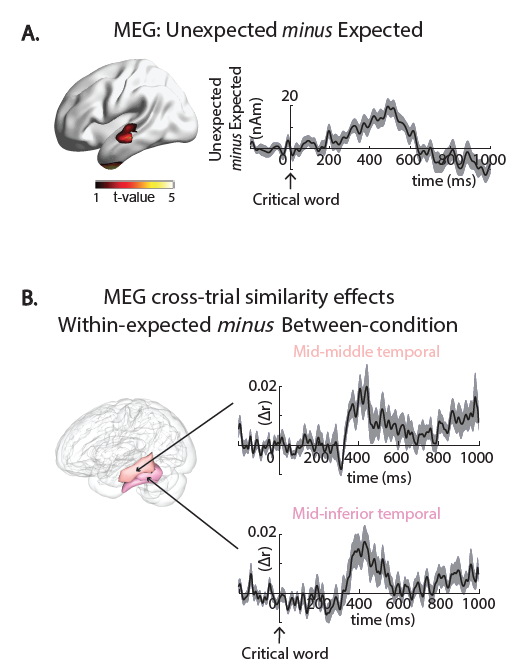 A.
MEG: Unexpected minus Expected
Unexpected
minus Expected
(nAm)
20
0 200 400 600 800 1000
time (ms)
Critical word
1 t-value 5
B.
MEG cross-trial similarity effects
Within-expected minus Between-condition
Mid-middle temporal
0.02
(Δr)
0 200 400 600 800 1000
time (ms)
Mid-inferior temporal
0.02
(Δr)
0 200 400 600 800 1000
time (ms)
Critical word